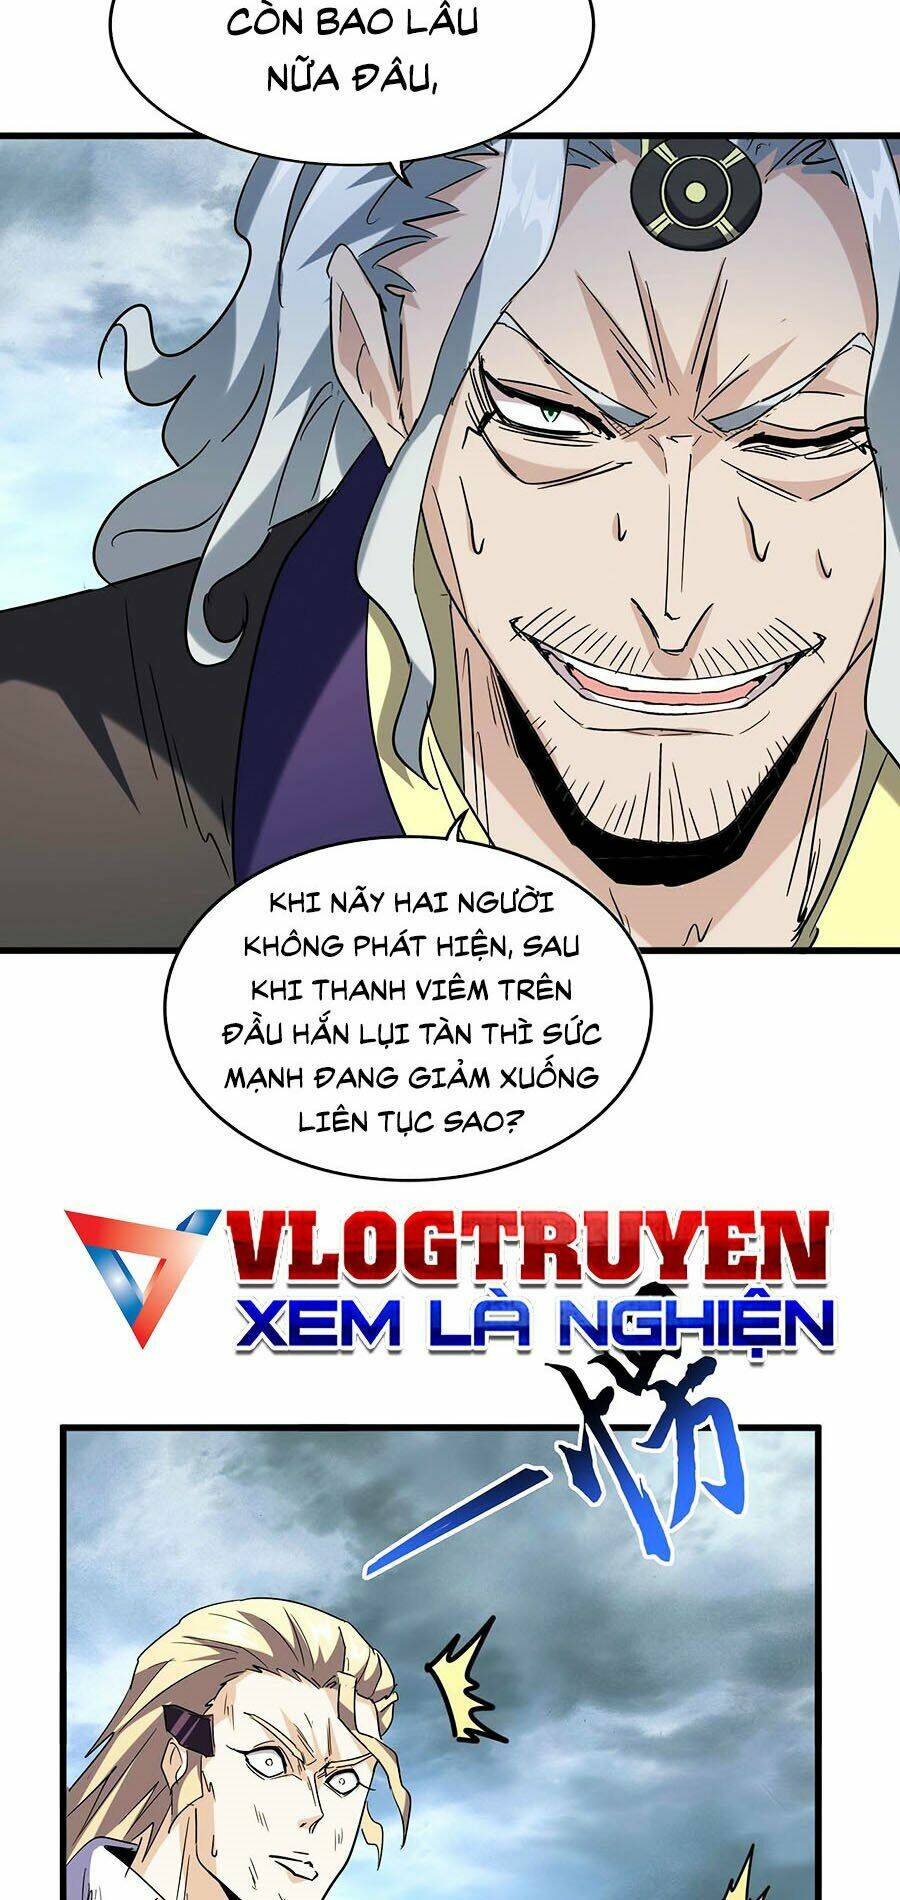 CÒN BAO LÂU
NỮA ĐÂU,
KHI NÃY HAI NGƯỜI
KHÔNG PHÁT HIỆN, SAU
KHI THANH VIÊM TRÊN
ĐẦU HẮN LỤI TÀN THÌ SỨC
MẠNH ĐANG GIẢM XUỐNG
LIÊN TỤC SAO?
VLOGTRUYEN
XEM LÀ NGHIỆN